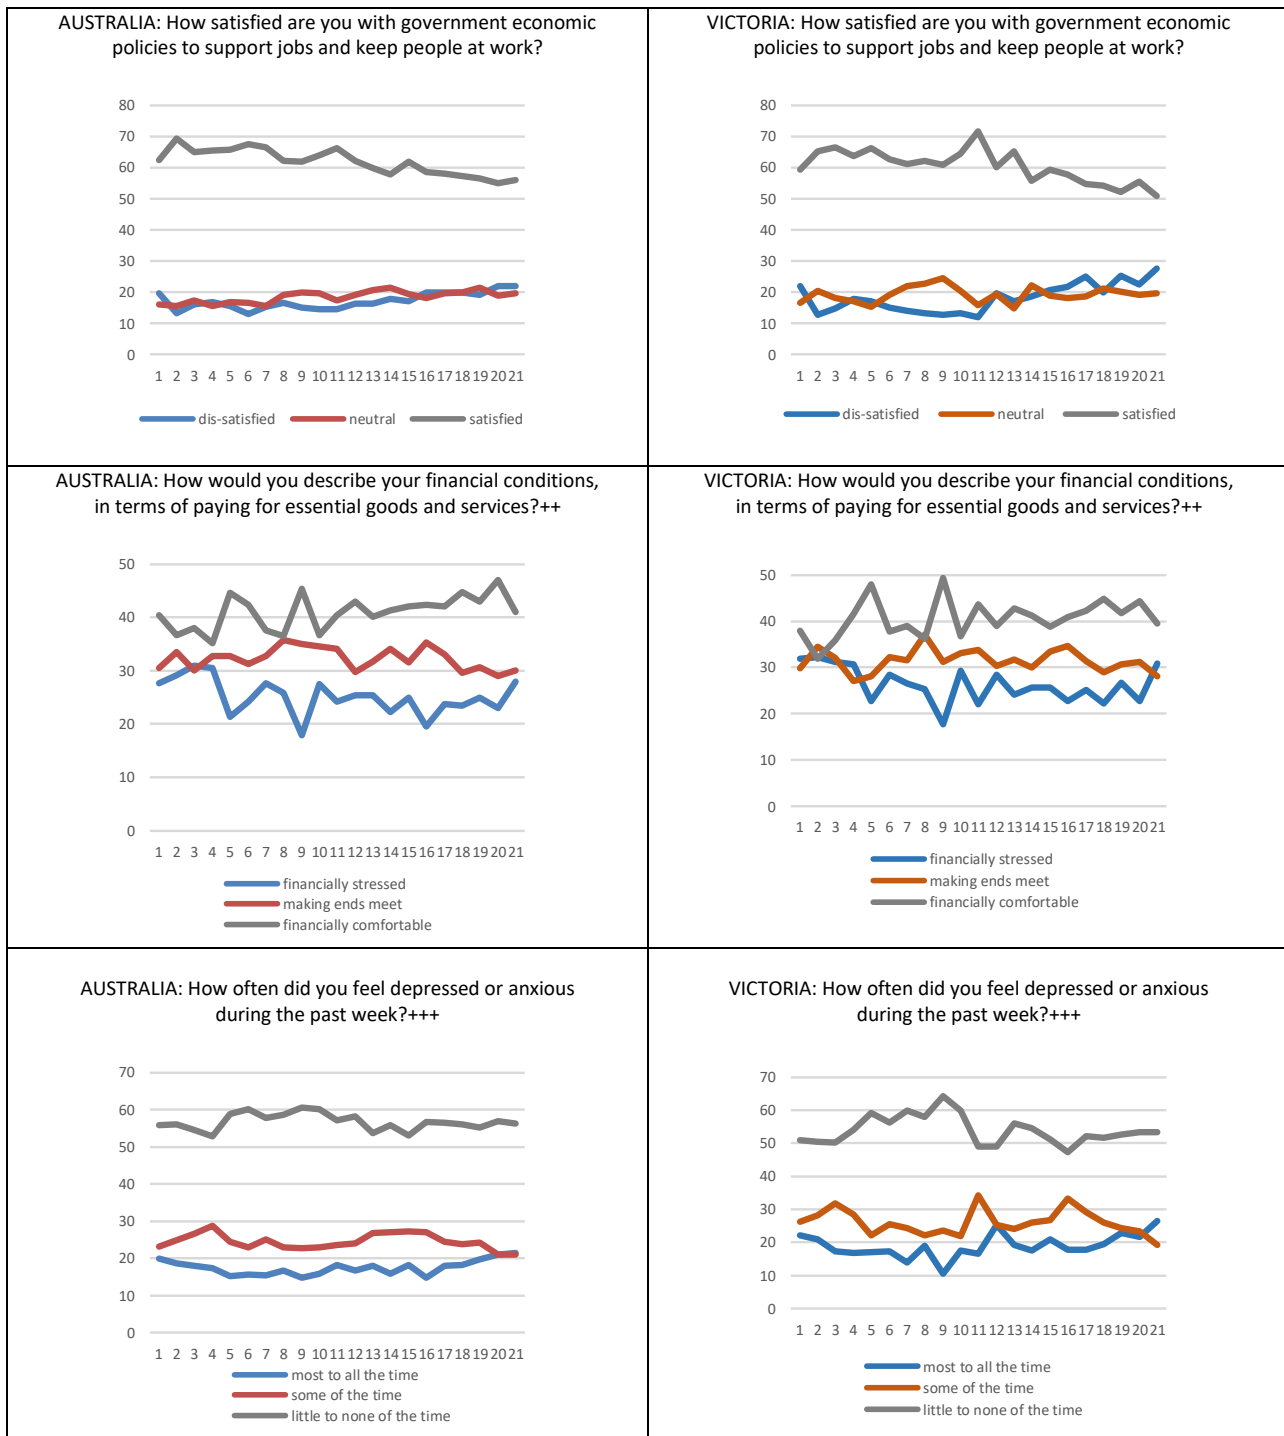 AUSTRALIA: How satisfied are you with government economic
policies to support jobs and keep people at work?
80
70
60
50
40
30
20
10
0
1 2 3 4 5 6 7 8 9 10 11 12 13 14 15 16 17 18 19 20 21
dis-satisfied neutral satisfied
VICTORIA: How satisfied are you with government economic
policies to support jobs and keep people at work?
80
70
60
50
40
30
20
10
0
1 2 3 4 5 6 7 8 9 10 11 12 13 14 15 16 17 18 19 20 21
dis-satisfied neutral satisfied
AUSTRALIA: How would you describe your financial conditions,
in terms of paying for essential goods and services?++
50
40
30
20
10
0
1 2 3 4 5 6 7 8 9 10 11 12 13 14 15 16 17 18 19 20 21
financially stressed
making ends meet
financially comfortable
VICTORIA: How would you describe your financial conditions,
in terms of paying for essential goods and services?++
50
40
30
20
10
0
1 2 3 4 5 6 7 8 9 10 11 12 13 14 15 16 17 18 19 20 21
financially stressed
making ends meet
financially comfortable
AUSTRALIA: How often did you feel depressed or anxious
during the past week?+++
70
60
50
40
30
20
10
0
1 2 3 4 5 6 7 8 9 10 11 12 13 14 15 16 17 18 19 20 21
most to all the time
some of the time
little to none of the time
VICTORIA: How often did you feel depressed or anxious
during the past week?+++
70
60
50
40
30
20
10
0
1 2 3 4 5 6 7 8 9 10 11 12 13 14 15 16 17 18 19 20 21
most to all the time
some of the time
little to none of the time